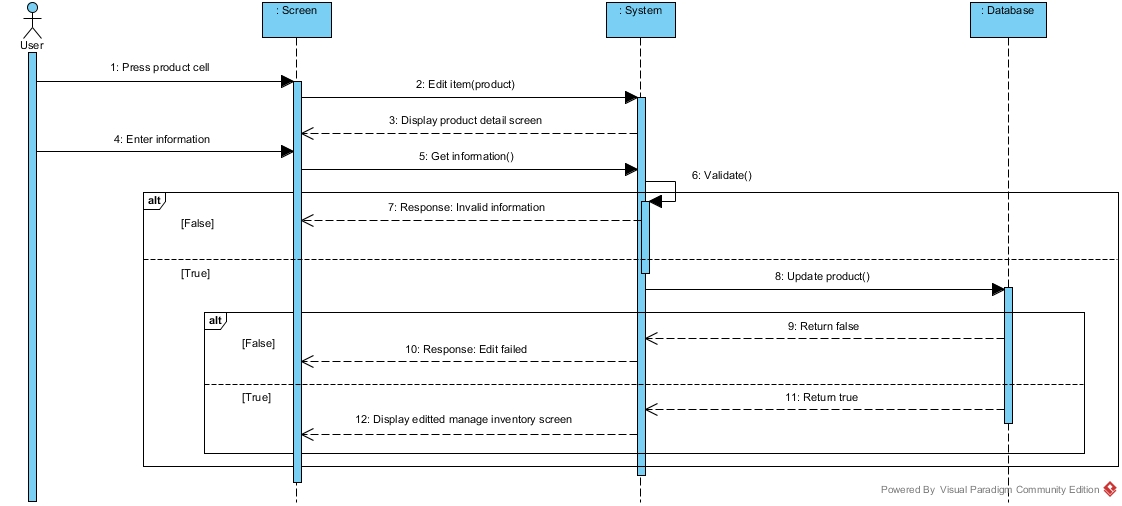 : Screen
: System
: Database
User
1: Press product cell
2: Edit item(product)
3: Display product detail screen
4: Enter information
5: Get information()
6: Validate()
alt
7: Response: Invalid information
[False]
[True]
8: Update product()
alt
9: Return false
[False]
10: Response: Edit failed
[True]
11: Return true
12: Display editted manage inventory screen
Powered By Visual Paradigm Community Edition